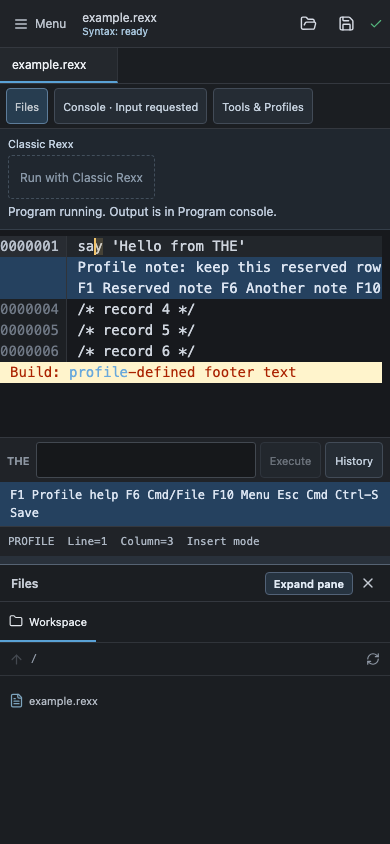 Menu
example.rexx
Syntax: ready
example.rexx
Files
Console · Input requested
Tools & Profiles
Classic Rexx
Run with Classic Rexx
Program running. Output is in Program console.
0000001 say 'Hello from THE'
Profile note: keep this reserved row
F1 Reserved note F6 Another note F10
0000004 /* record 4 */
0000005 /* record 5 */
0000006 /* record 6 */
Build: profile-defined footer text
THE
Execute
History
F1 Profile help F6 Cmd/File F10 Menu Esc Cmd Ctrl-S
Save
PROFILE Line=1 Column=3 Insert mode
Files
Expand pane
Workspace
/
example.rexx